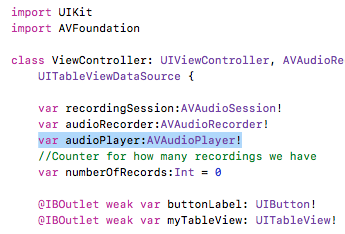 import UIKit
import AVFoundation
class ViewController: UIViewController, AVAudioRe
UITableViewDataSource {
var recordingSession:AVAudioSession!
var audioRecorder:AVAudioRecorder!
var audioPlayer:AVAudioPlayer!
//Counter for how many recordings we have
var numberOfRecords:Int = 0
@IBOutlet weak var buttonLabel: UIButton!
@IBOutlet weak var myTableView: UITableView!